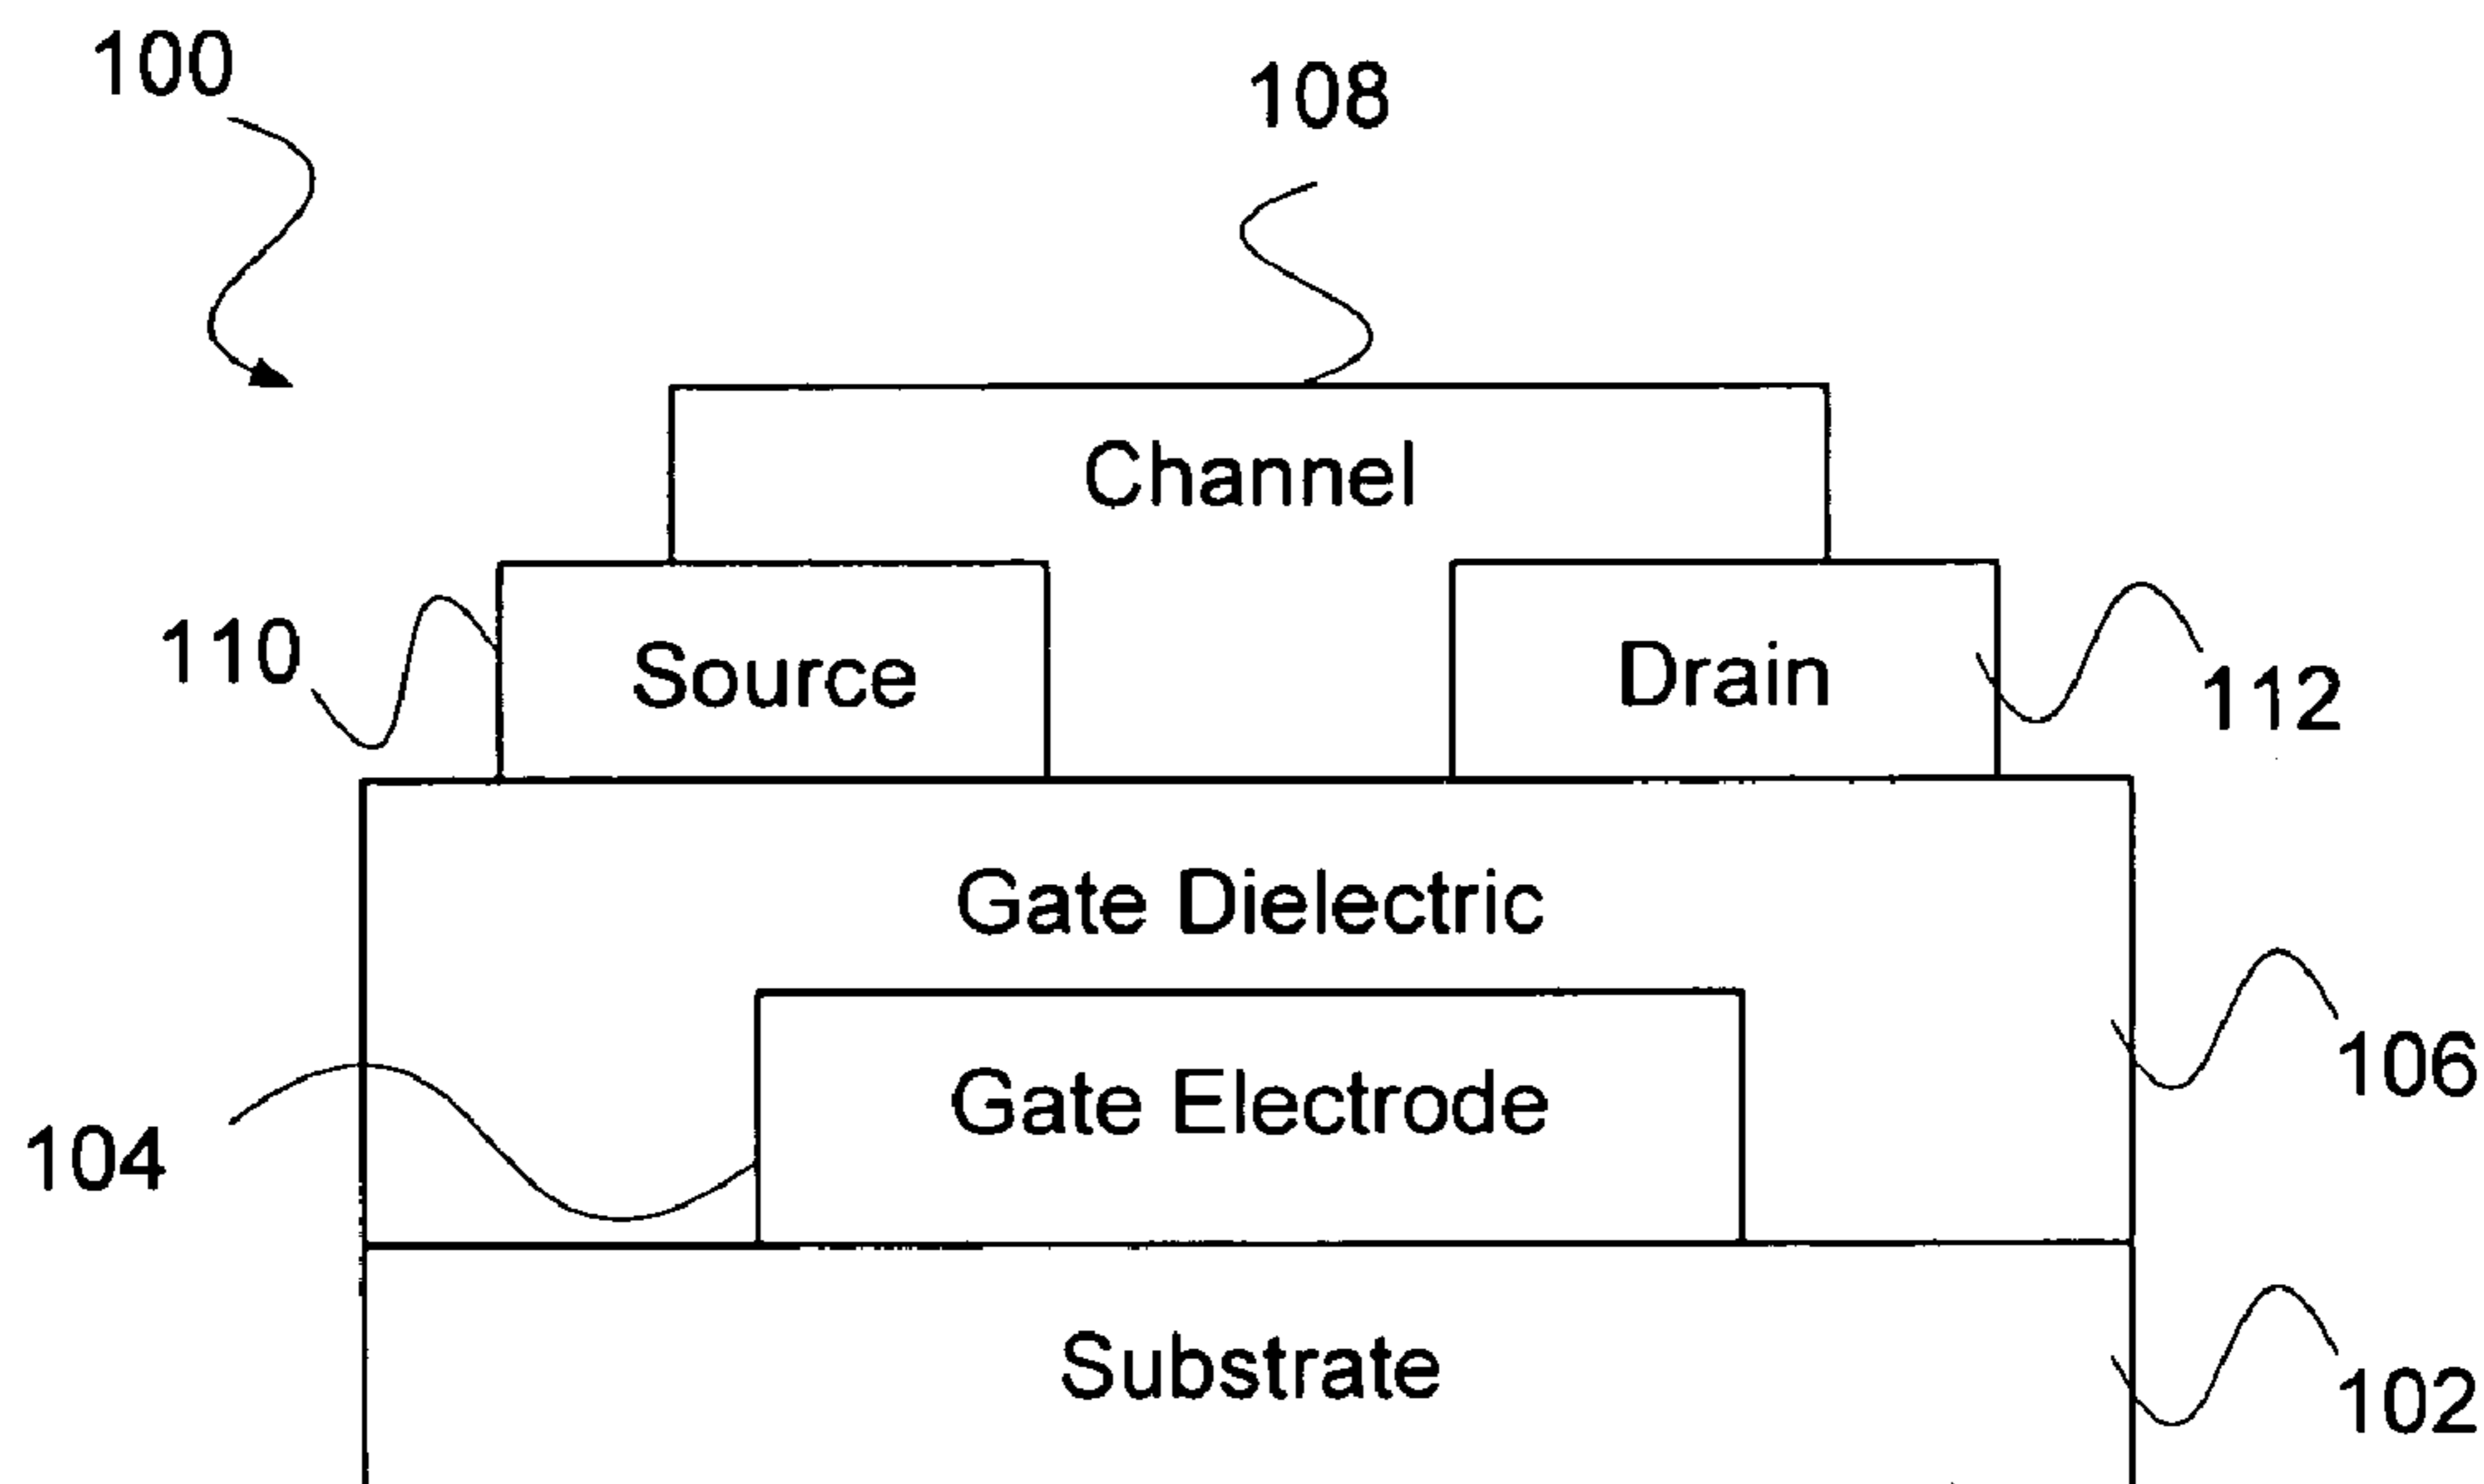 100
108
Channel
110
Source
Drain
112
Gate Dielectric
106
Gate Electrode
104
Substrate
102